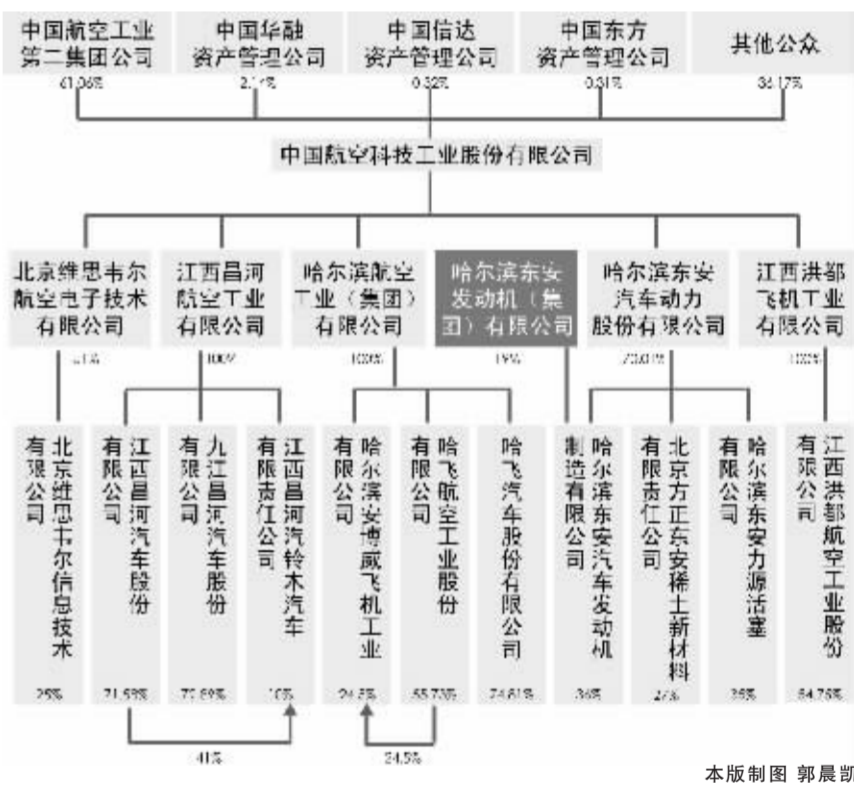 中国航空工业
第二集团公司
中国华融
资产管理公司
中国信达
资产管理公司
中国东方
资产管理公司
其他公众
61.06%
0.32%
0.31%
36.17%
中国航空科技工业股份有限公司
北京维思韦尔
航空电子技术
有限公司
江西昌河
航空工业
有限公司
哈尔滨航空
工业（集团）
有限公司
哈尔滨东安
发动机（集
团）有限公司
哈尔滨东安
汽车动力
股份有限公司
江西洪都
飞机工业
有限公司
100%
100%
19%
70.01%
100%
北京维思韦尔信息技术
有限公司
江西昌河汽车股份
有限公司
九江昌河汽车股份
有限公司
江西昌河汽铃木汽车
有限责任公司
哈尔滨安博威飞机工业
有限公司
哈飞航空工业股份
有限公司
哈飞汽车股份有限公司
哈尔滨东安汽车发动机
制造有限公司
北京方正东安稀土新材料
有限责任公司
哈尔滨东安力源活塞
有限公司
江西洪都航空工业股份
有限公司
25%
10%
24.5%
36%
27%
54.76%
41%
24.5%
本版制图 郭晨凯